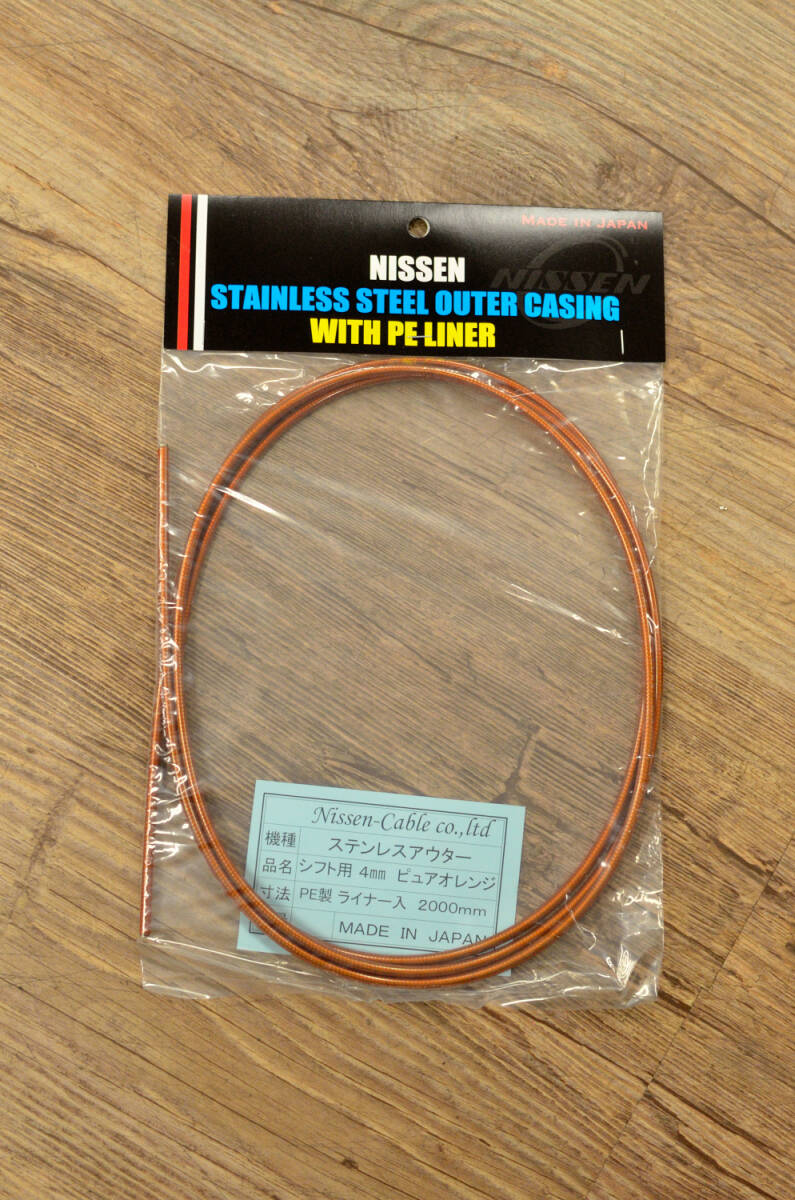 MADE IN JAPAN
NISSEN
NISSEN
STAINLESS STEEL OUTER CASING
WITH PE LINER
Nissen-Cable co.,ltd
機種 ステンレスアウター
品名 シフト用 4㎜ ピュアオレンジ
寸法 PE製 ライナー入 2000mm
MADE IN JAPAN